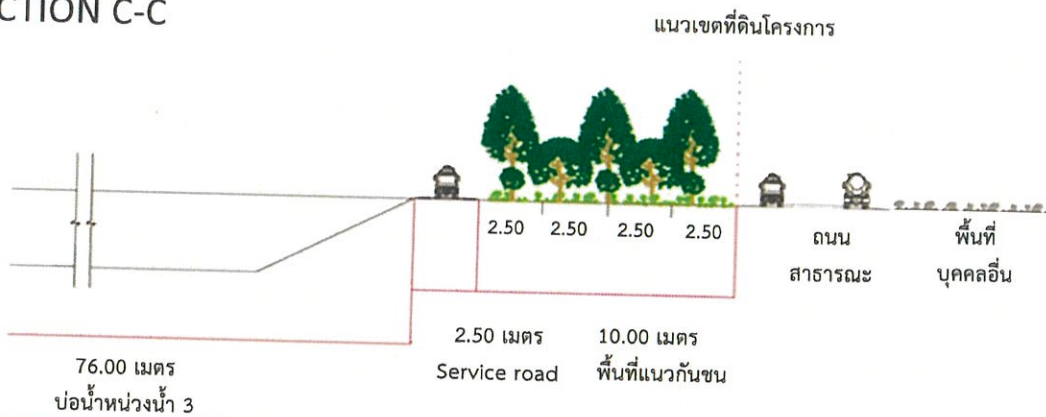 CTION C-C
แนวเขตที่ดินโครงการ
2.50 2.50 2.50 2.50
ถนน
สาธารณะ
พื้นที่
บุคคลอื่น
2.50 เมตร
Service road
10.00 เมตร
พื้นที่แนวกันชน
76.00 เมตร
บ่อน้ำหน่วงน้ำ 3